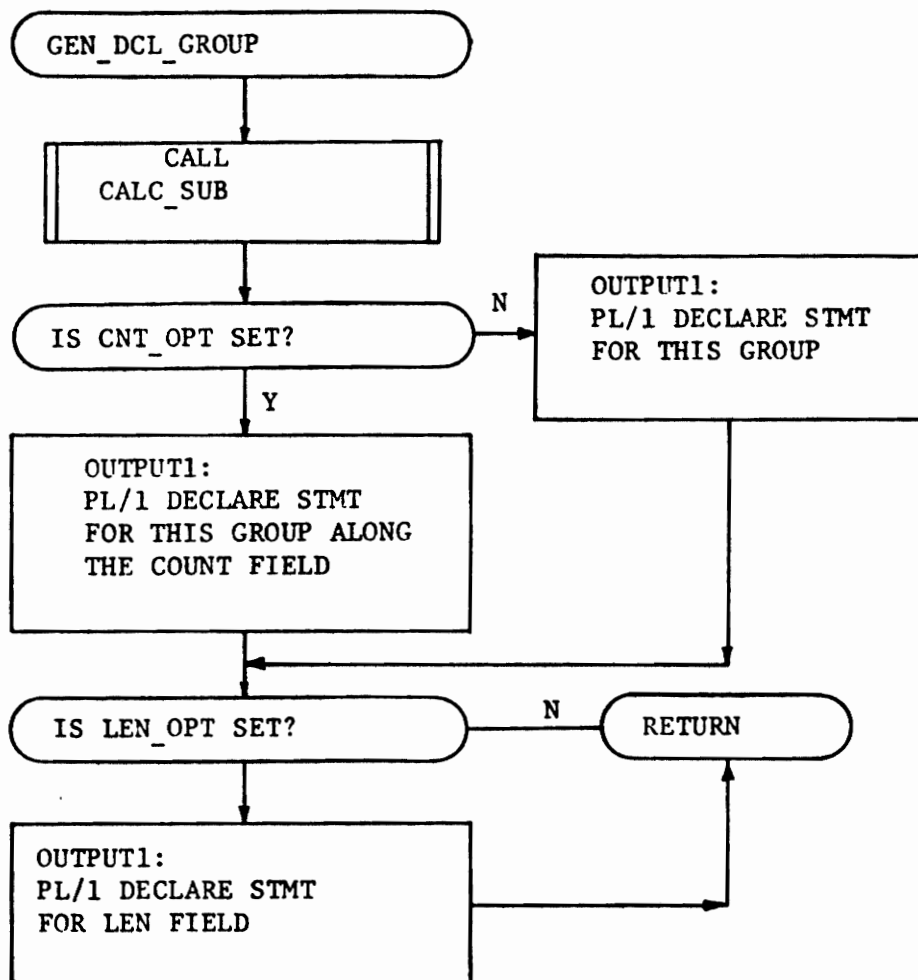 GEN_DCL_GROUP
CALL
CALC_SUB
IS CNT_OPT SET?
N
OUTPUT1:
PL/1 DECLARE STMT
FOR THIS GROUP
Y
OUTPUT1:
PL/1 DECLARE STMT
FOR THIS GROUP ALONG
THE COUNT FIELD
IS LEN_OPT SET?
N
RETURN
OUTPUT1:
PL/1 DECLARE STMT
FOR LEN FIELD